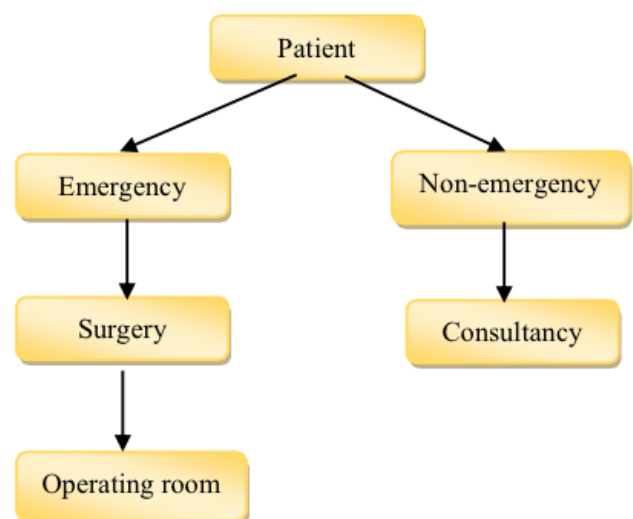 Patient
Emergency
Non-emergency
Surgery
Consultancy
Operating room